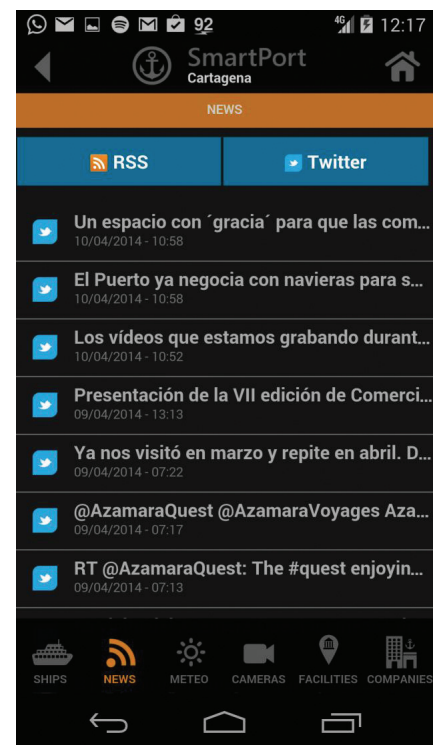 92 4G 12:17
SmartPort
Cartagena
NEWS
RSS Twitter
Un espacio con ´gracia´ para que las com...
10/04/2014 - 10:58
El Puerto ya negocia con navieras para s...
10/04/2014 - 10:58
Los vídeos que estamos grabando durant...
10/04/2014 - 10:52
Presentación de la VII edición de Comerci...
09/04/2014 - 13:13
Ya nos visitó en marzo y repite en abril. D...
09/04/2014 - 07:22
@AzamaraQuest @AzamaraVoyages Aza...
09/04/2014 - 07:17
RT @AzamaraQuest: The #quest enjoyin...
09/04/2014 - 07:13
SHIPS NEWS METEO CAMERAS FACILITIES COMPANIES